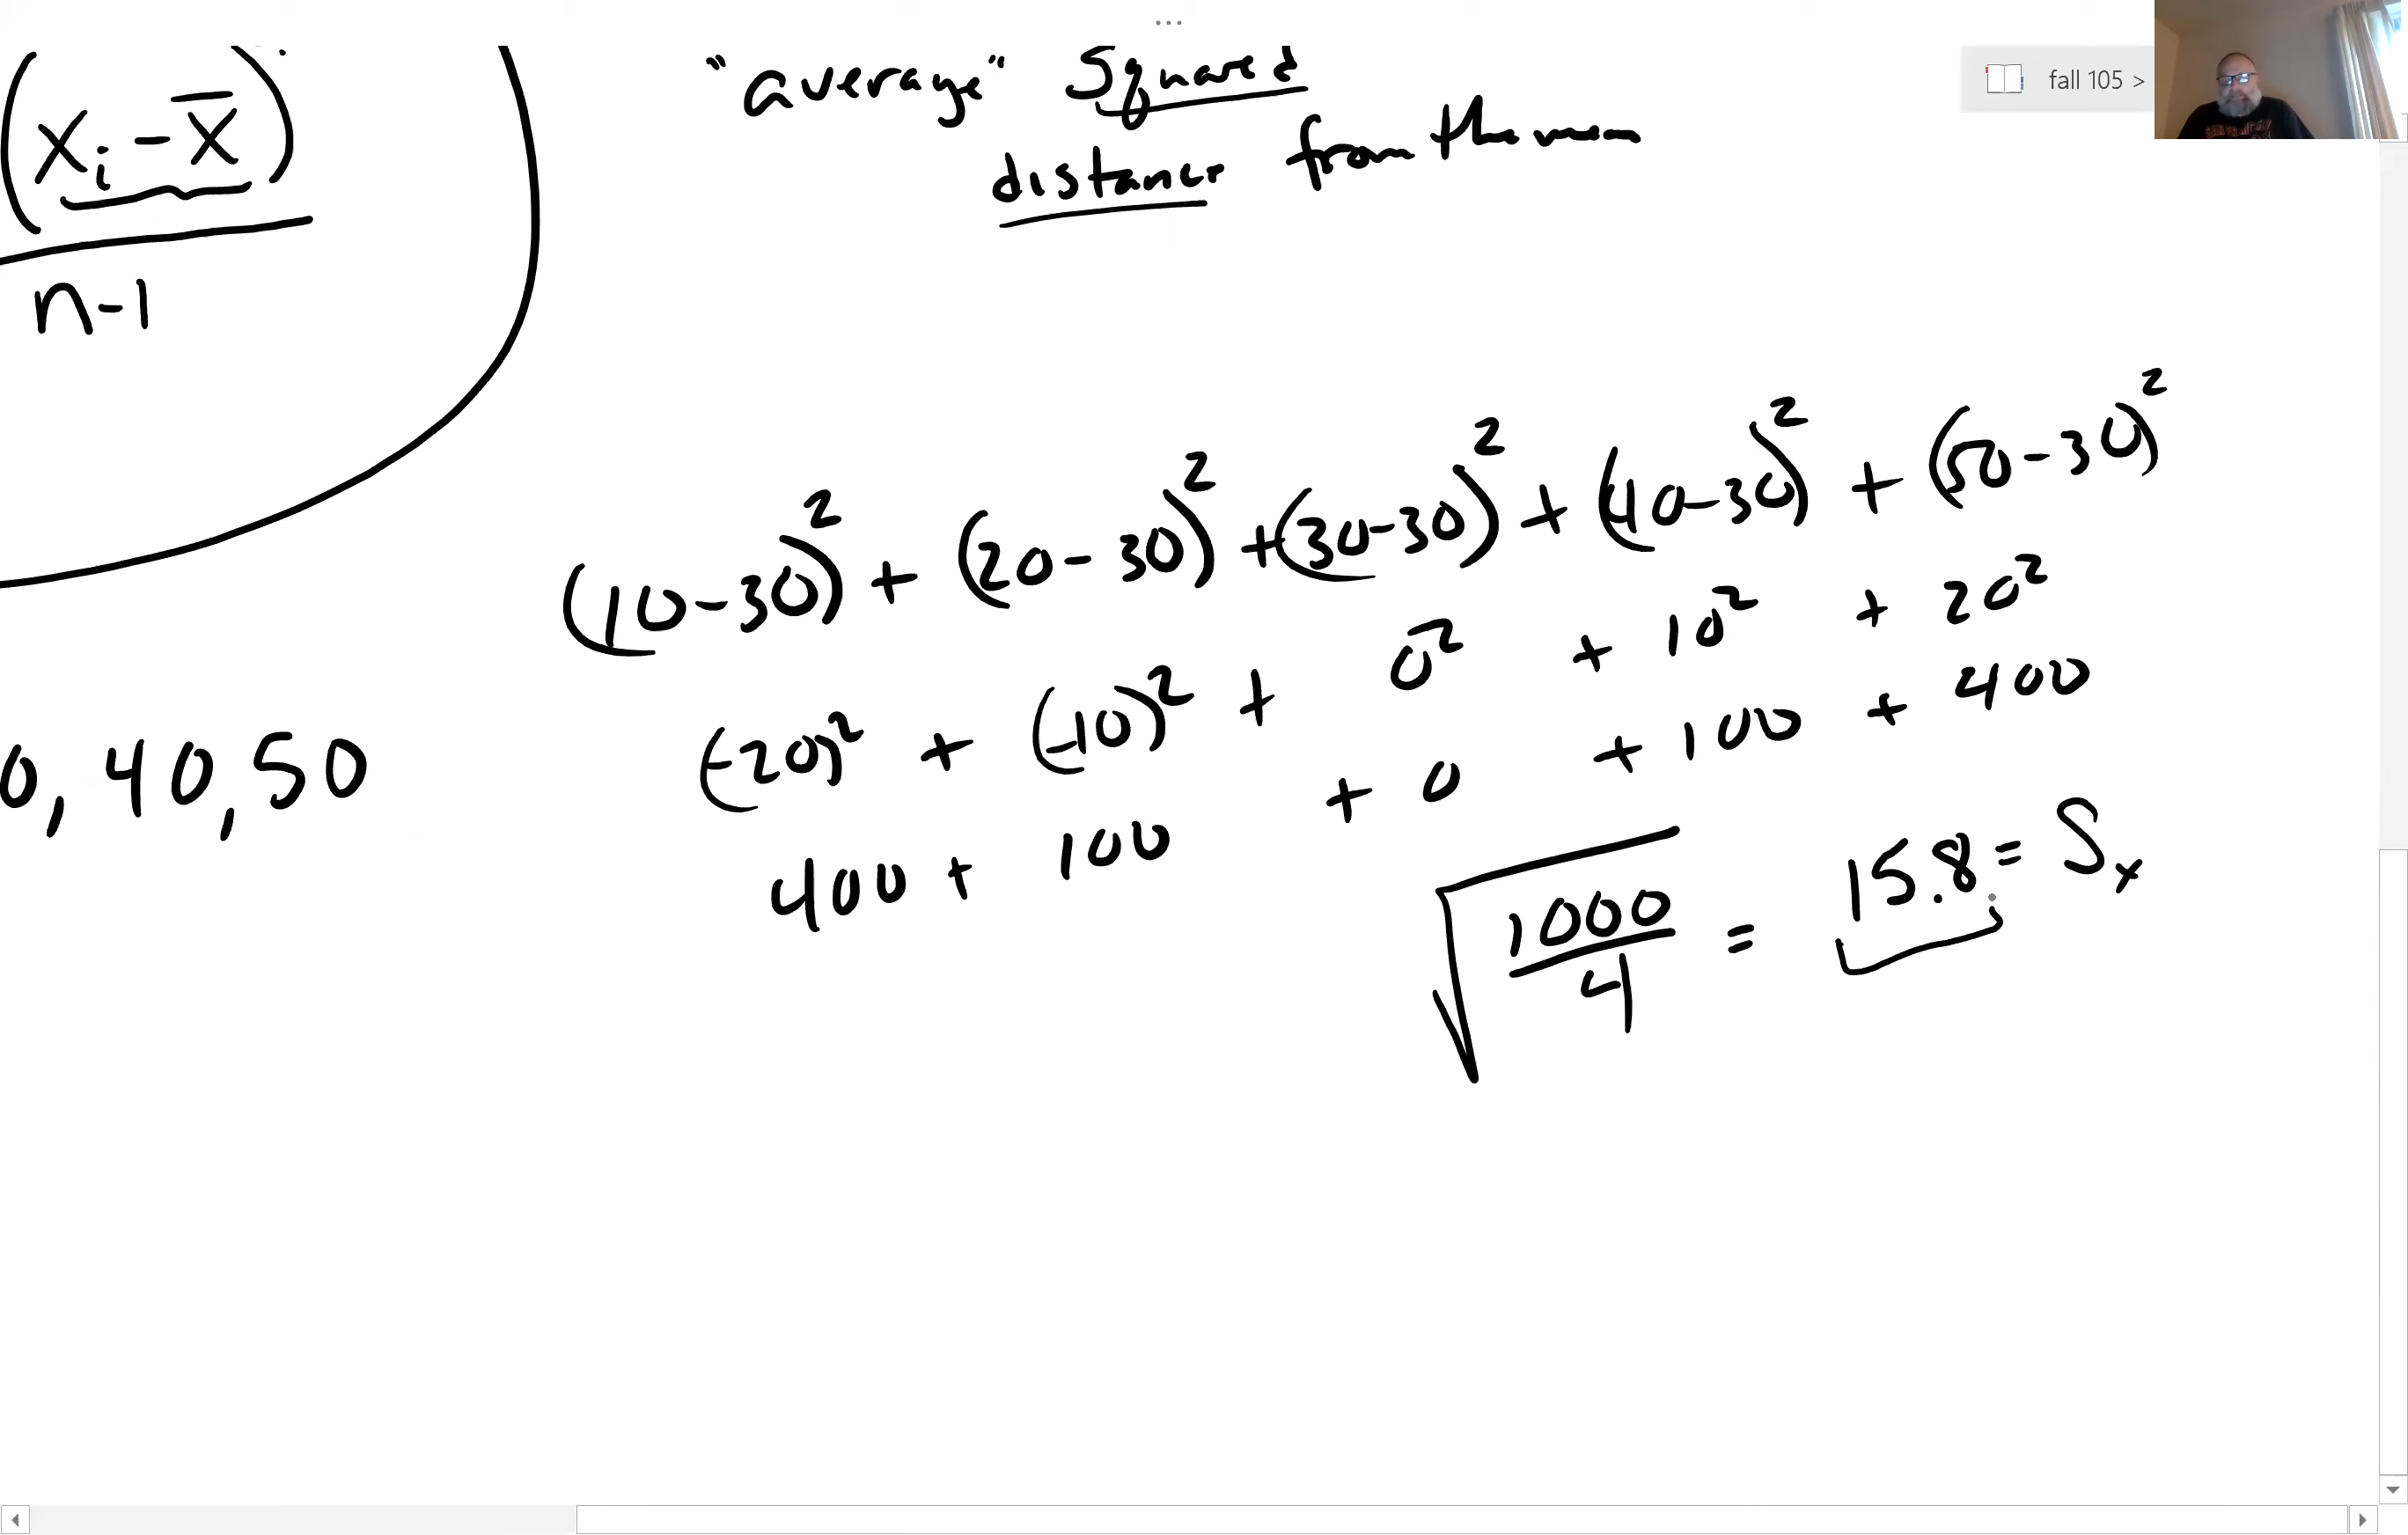 "average" Squared
distance from the mean
fall 105 >
(xᵢ - x̄)
n-1
(10-30)² + (20-30)² + (30-30)² + (40-30)² + (50-30)²
(-20)² + (-10)² + 0² + 10² + 20²
0, 40, 50
400 + 100 + 0 + 100 + 400
√(1000/4) = 15.8 = Sₓ